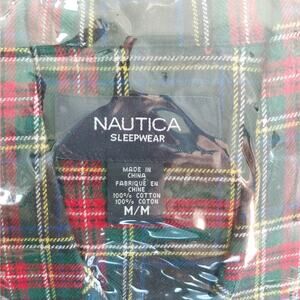 NAUTICA
SLEEPWEAR
MADE IN
CHINA
FABRIQUÉ EN
CHINE
100% COTTON
100% COTON
M/M